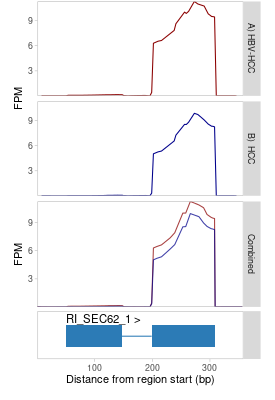 9
6
3
A) HBV-HCC
FPM
9
6
3
B) HCC
9
6
3
Combined
FPM
RI_SEC62_1 >
100 200 300
Distance from region start (bp)